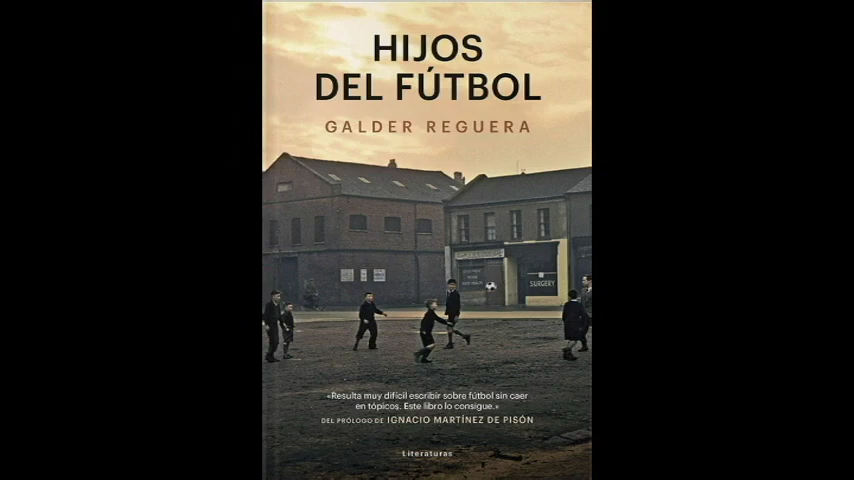 HIJOS
DEL FÚTBOL
GALDER REGUERA
SURGERY
«Resulta muy difícil escribir sobre fútbol sin caer
en tópicos. Este libro lo consigue.»
DEL PRÓLOGO DE IGNACIO MARTÍNEZ DE PISÓN
Literaturas